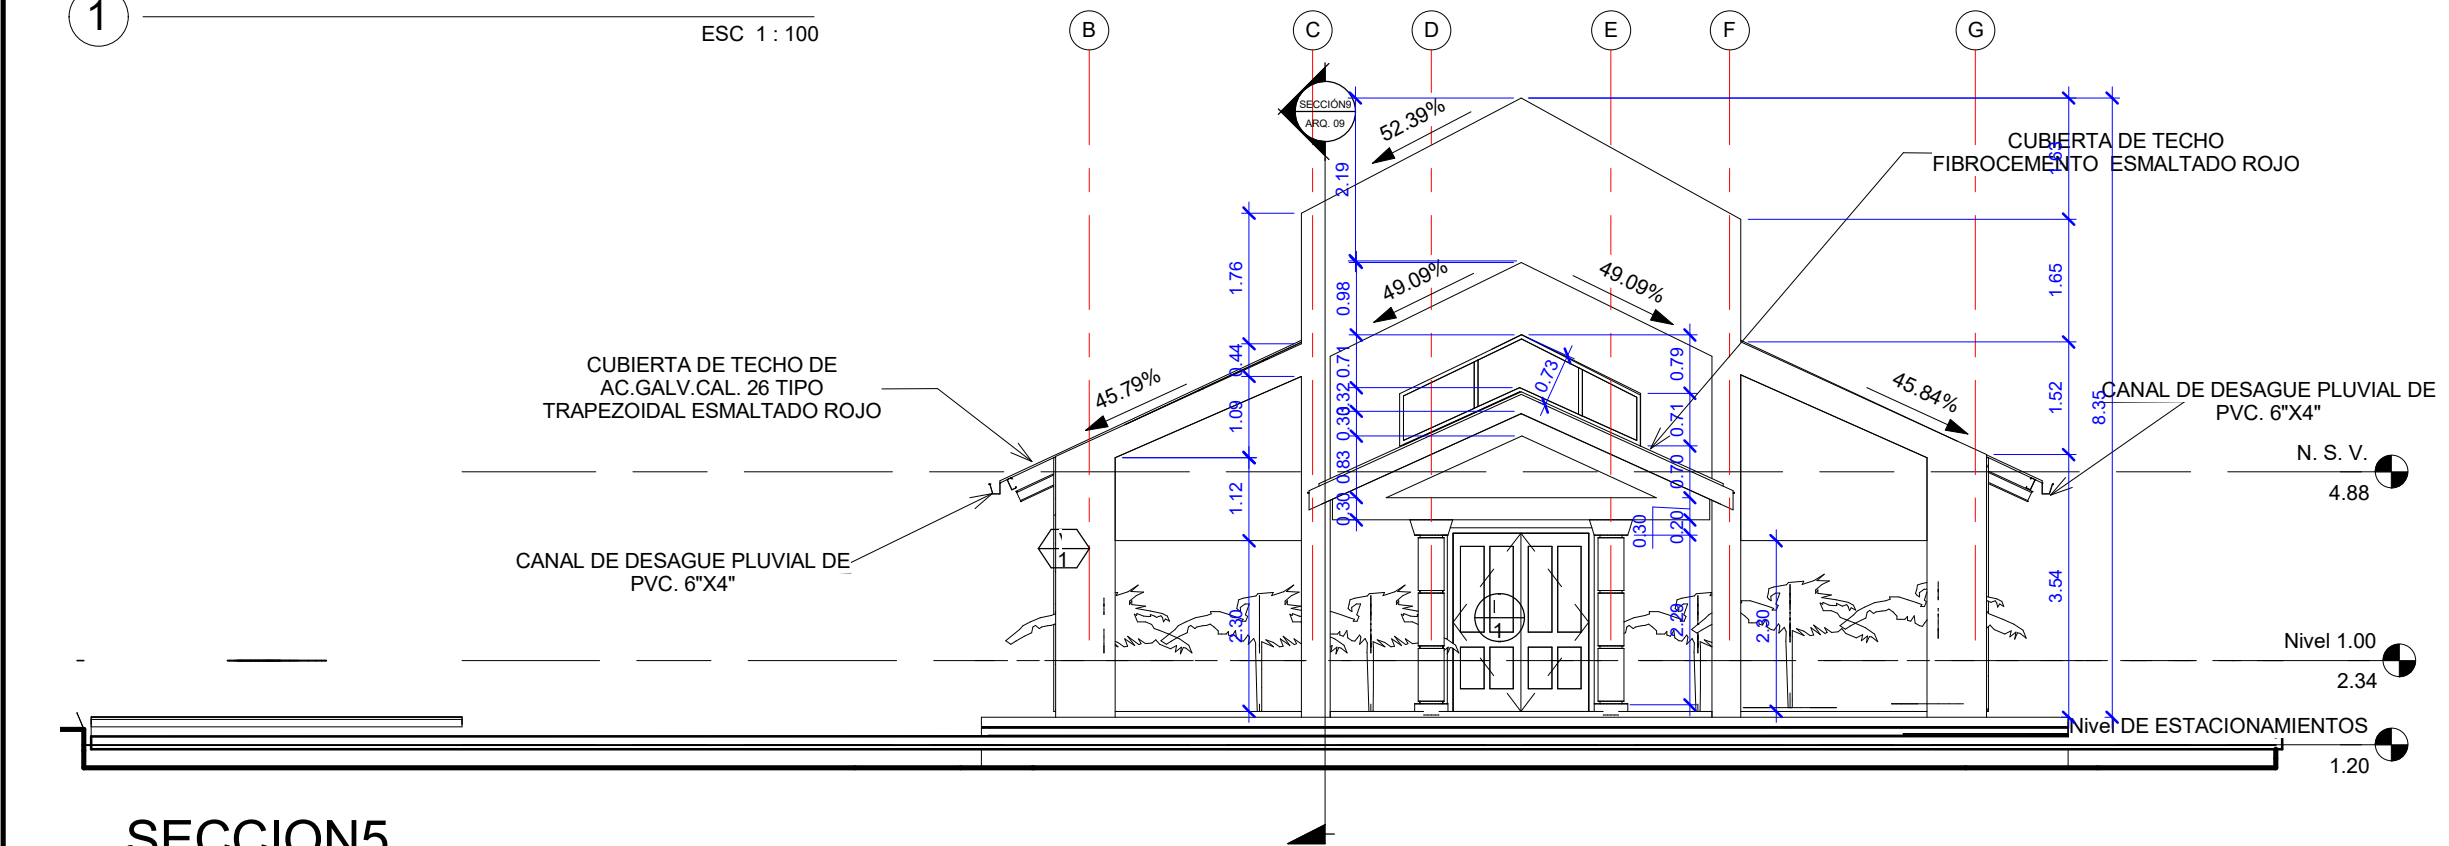 1
ESC 1 : 100
B
C
D
E
F
G
SECCIÓN9
ARQ. 09
52.39%
CUBIERTA DE TECHO
FIBROCEMENTO ESMALTADO ROJO
1.63
2.19
1.76
0.98
49.09%
49.09%
1.65
CUBIERTA DE TECHO DE
AC.GALV.CAL. 26 TIPO
TRAPEZOIDAL ESMALTADO ROJO
45.79%
0.44
0.71
0.73
0.79
45.84%
1.52
8.35
CANAL DE DESAGUE PLUVIAL DE
PVC. 6"X4"
1.09
0.32
0.30
0.71
N. S. V.
4.88
1.12
0.83
0.30
0.70
0.20
0.30
CANAL DE DESAGUE PLUVIAL DE
PVC. 6"X4"
1
1
2.30
2.29
2.30
3.54
Nivel 1.00
2.34
Nivel DE ESTACIONAMIENTOS
1.20
SECCION5